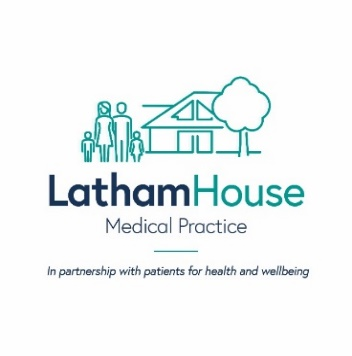 LathamHouse
Medical Practice
In partnership with patients for health and wellbeing